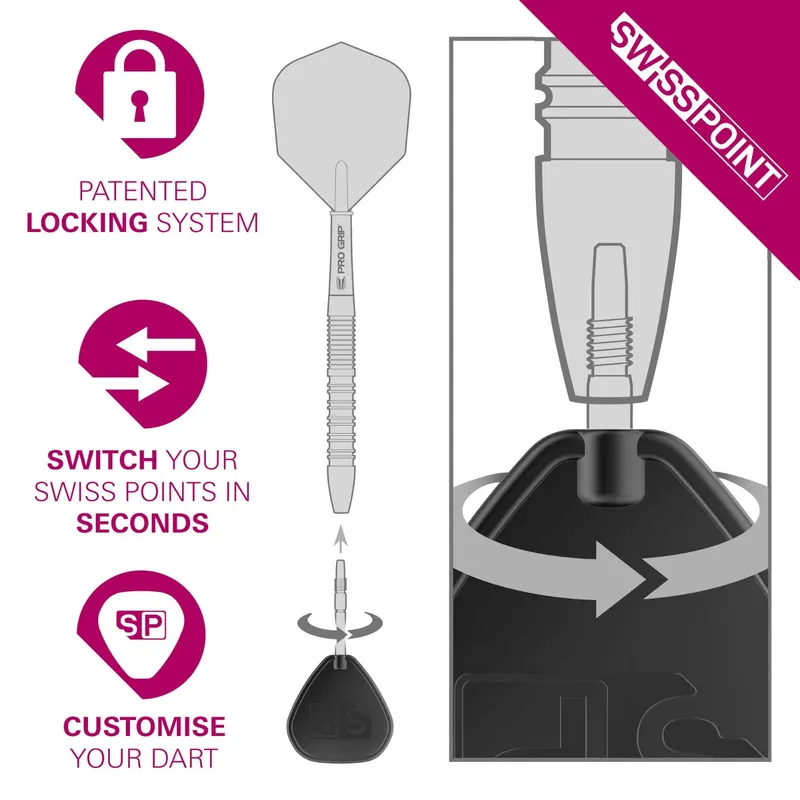 PATENTED
LOCKING SYSTEM
SWITCH YOUR
SWISS POINTS IN
SECONDS
SP
CUSTOMISE
YOUR DART
PRO GRIP
SWISSPOINT